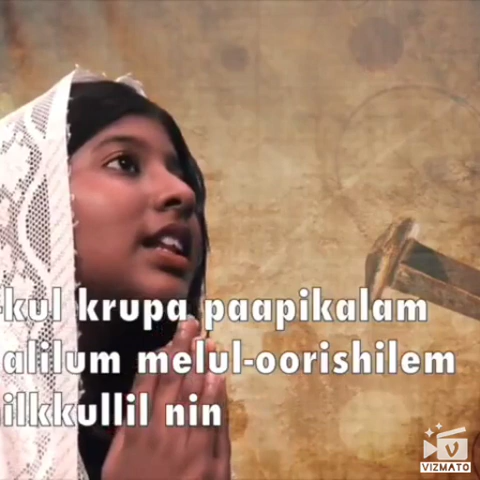 kul krupa paapikalam
alilum melul-oorishilem
ilkkullil nin
VIZMATO